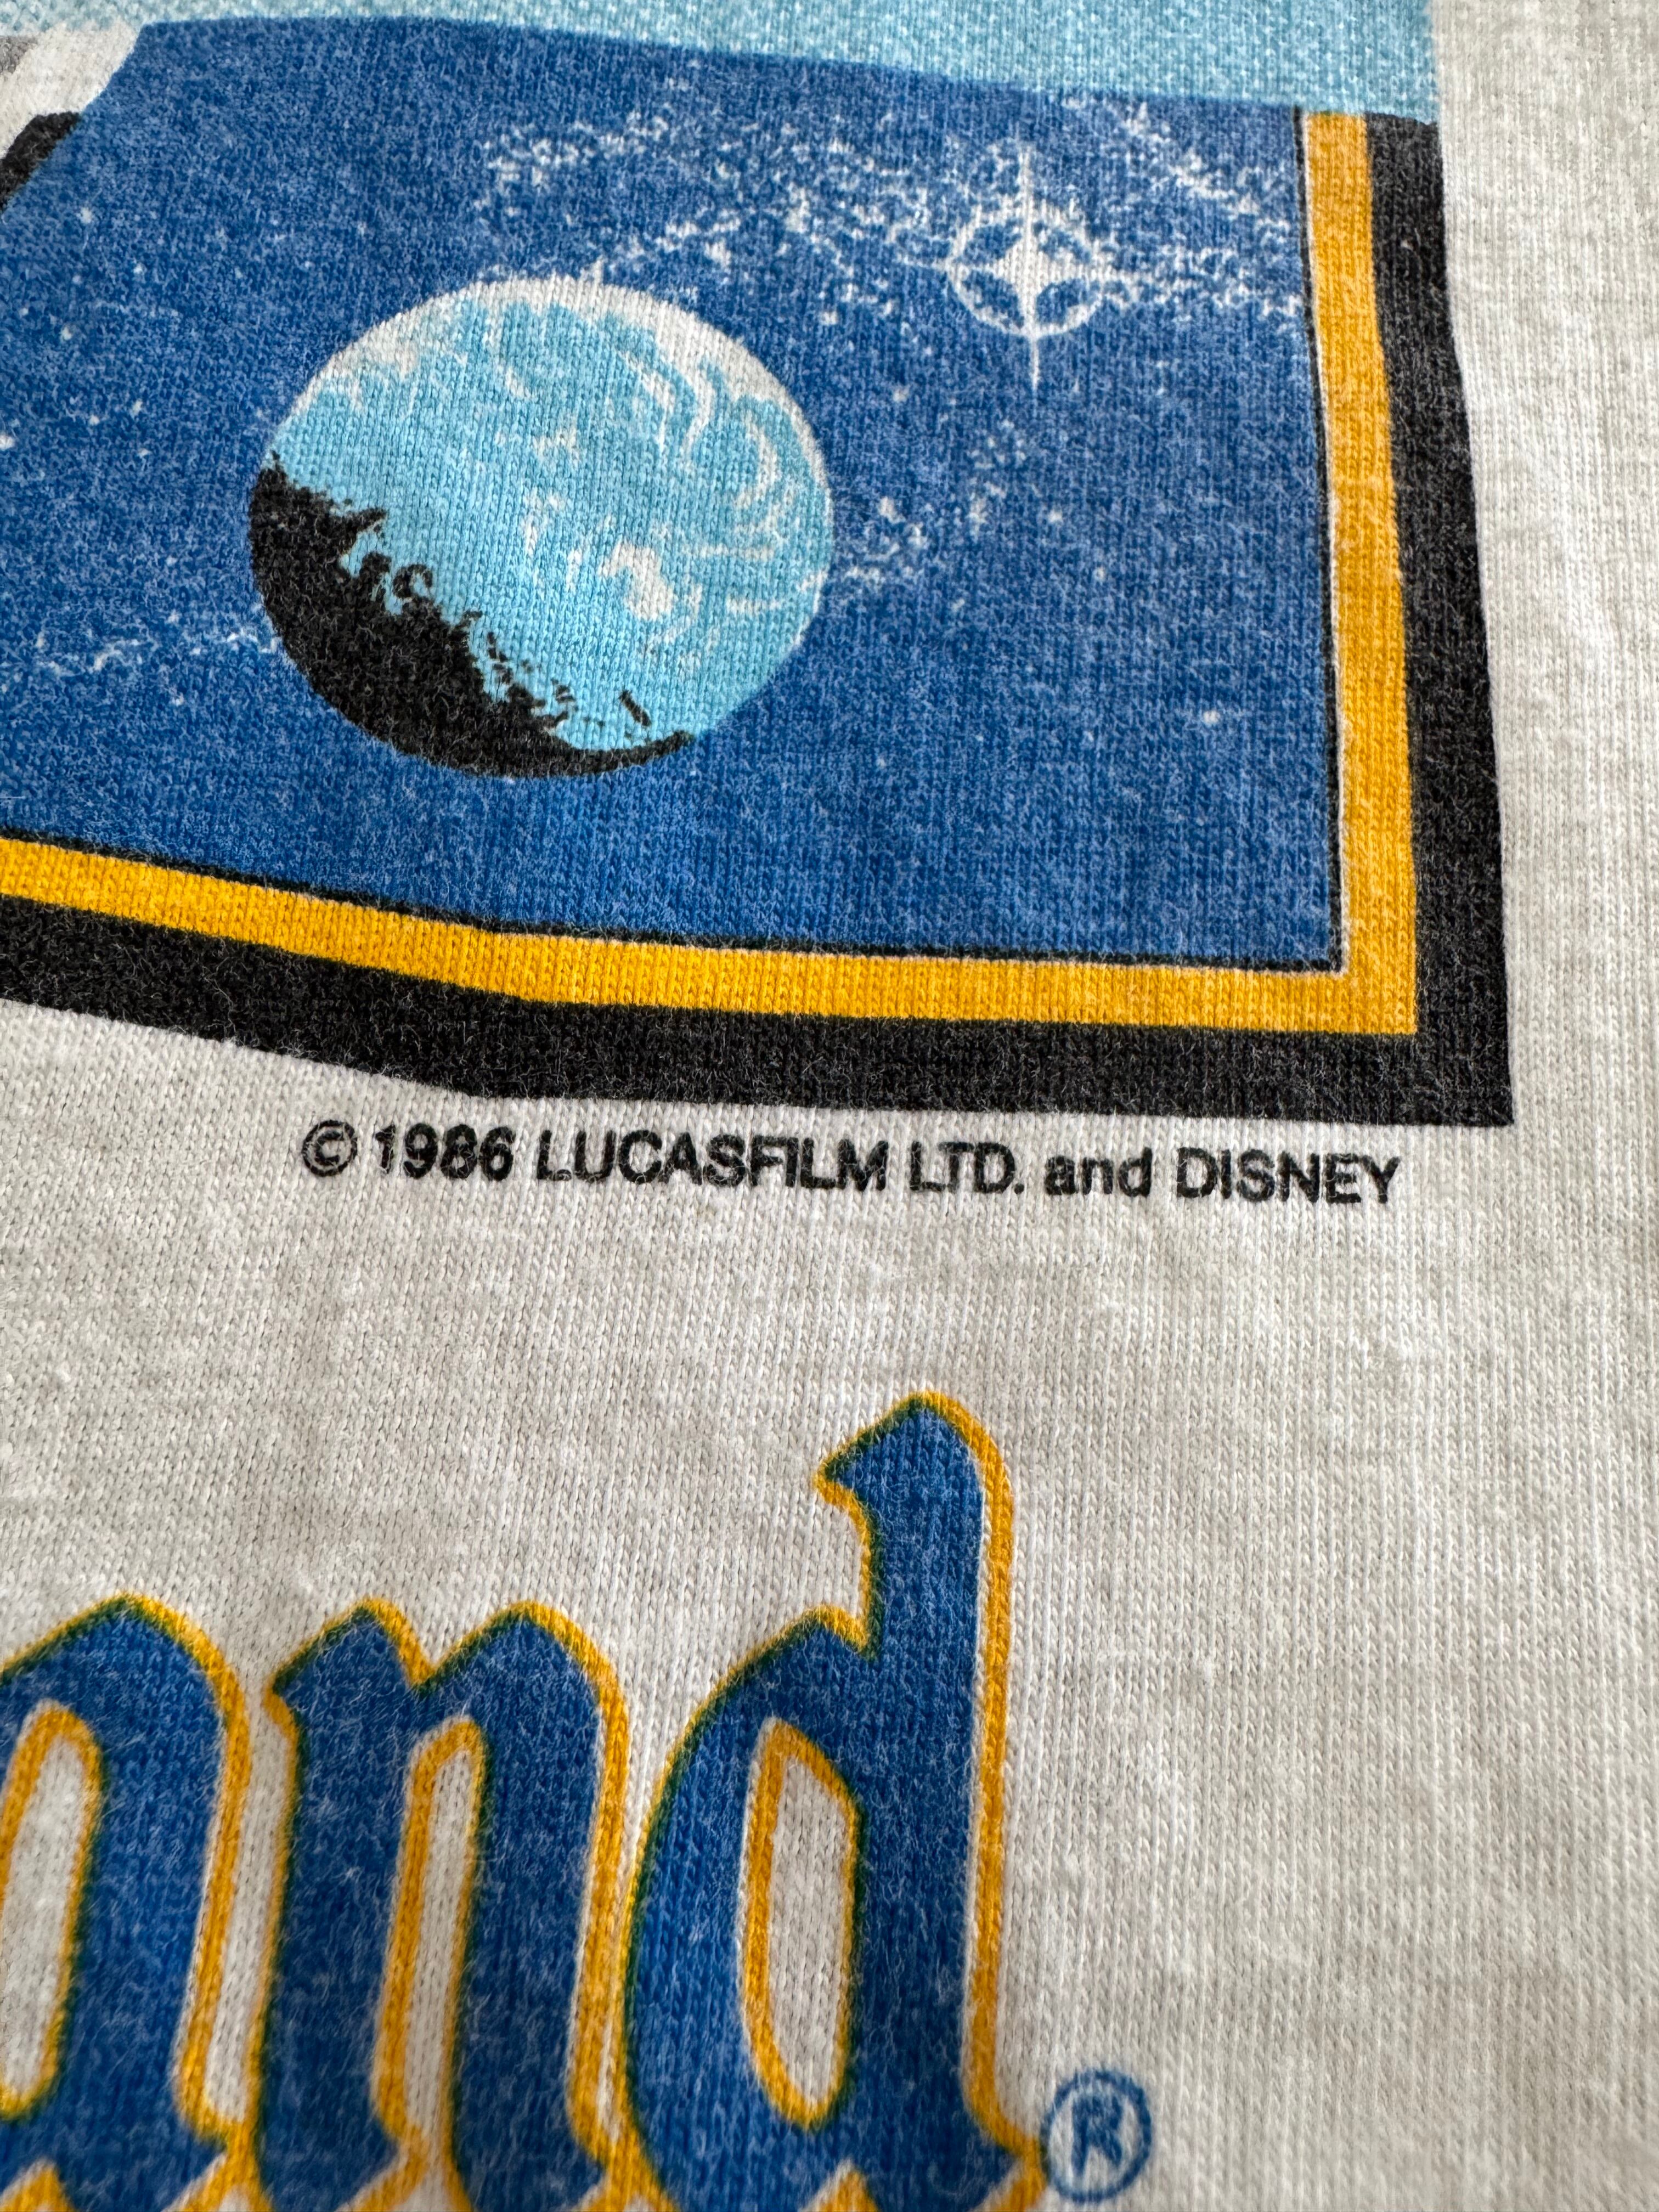 © 1986 LUCASFILM LTD. and DISNEY
and®